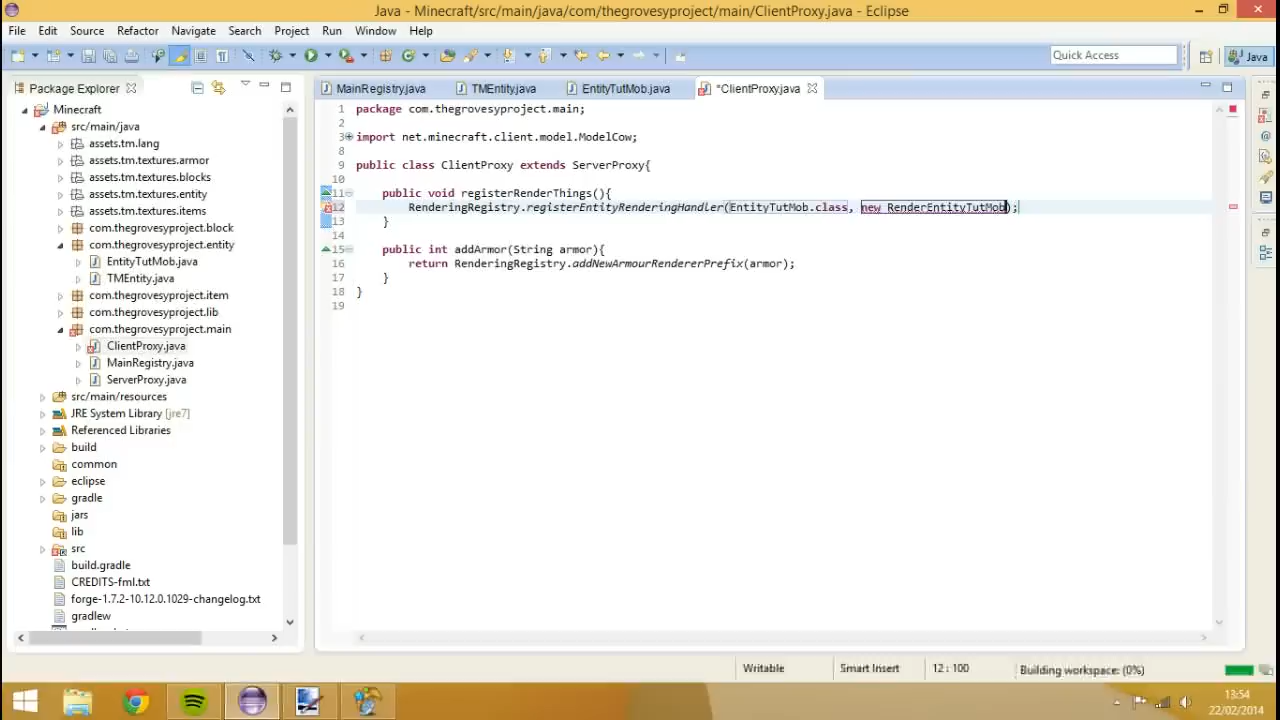 Java - Minecraft/src/main/java/com/thegrovesyproject/main/ClientProxy.java - Eclipse
File Edit Source Refactor Navigate Search Project Run Window Help
Quick Access Java
Package Explorer
Minecraft
src/main/java
assets.tm.lang
assets.tm.textures.armor
assets.tm.textures.blocks
assets.tm.textures.entity
assets.tm.textures.items
com.thegrovesyproject.block
com.thegrovesyproject.entity
EntityTutMob.java
TMEntity.java
com.thegrovesyproject.item
com.thegrovesyproject.lib
com.thegrovesyproject.main
ClientProxy.java
MainRegistry.java
ServerProxy.java
src/main/resources
JRE System Library [jre7]
Referenced Libraries
build
common
eclipse
gradle
jars
lib
src
build.gradle
CREDITS-fml.txt
forge-1.7.2-10.12.0.1029-changelog.txt
gradlew
MainRegistry.java TMEntity.java EntityTutMob.java *ClientProxy.java
1 package com.thegrovesyproject.main;
2
3 import net.minecraft.client.model.ModelCow;
8
9 public class ClientProxy extends ServerProxy{
10
11 public void registerRenderThings(){
12 RenderingRegistry.registerEntityRenderingHandler(EntityTutMob.class, new RenderEntityTutMob);
13 }
14
15 public int addArmor(String armor){
16 return RenderingRegistry.addNewArmourRendererPrefix(armor);
17 }
18 }
19
Writable Smart Insert 12 : 100 Building workspace: (0%)
13:54
22/02/2014